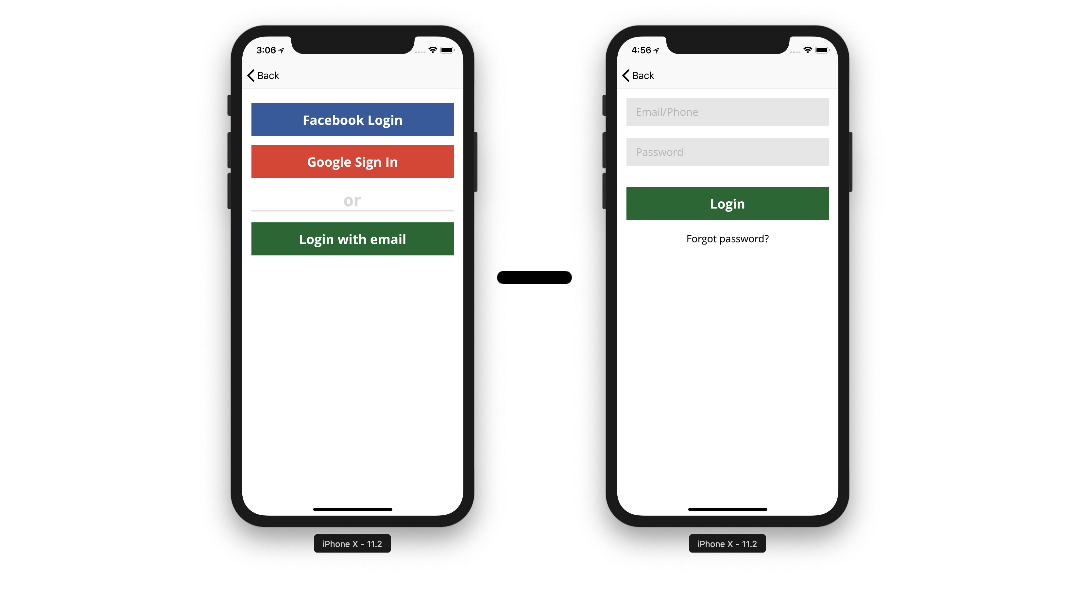 3:06
Back
Facebook Login
Google Sign In
or
Login with email
iPhone X - 11.2
4:56
Back
Email/Phone
Password
Login
Forgot password?
iPhone X - 11.2